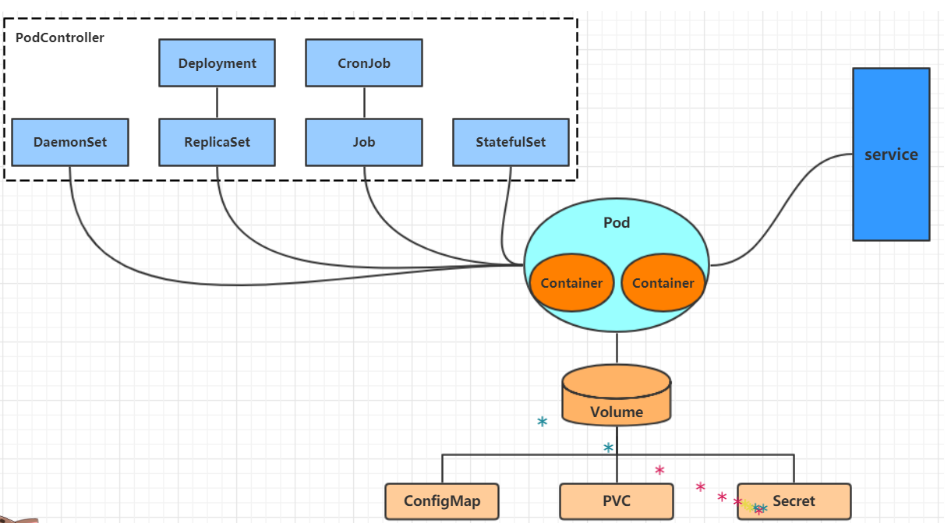 PodController
Deployment
CronJob
DaemonSet
ReplicaSet
Job
StatefulSet
service
Pod
Container
Container
Volume
ConfigMap
PVC
Secret